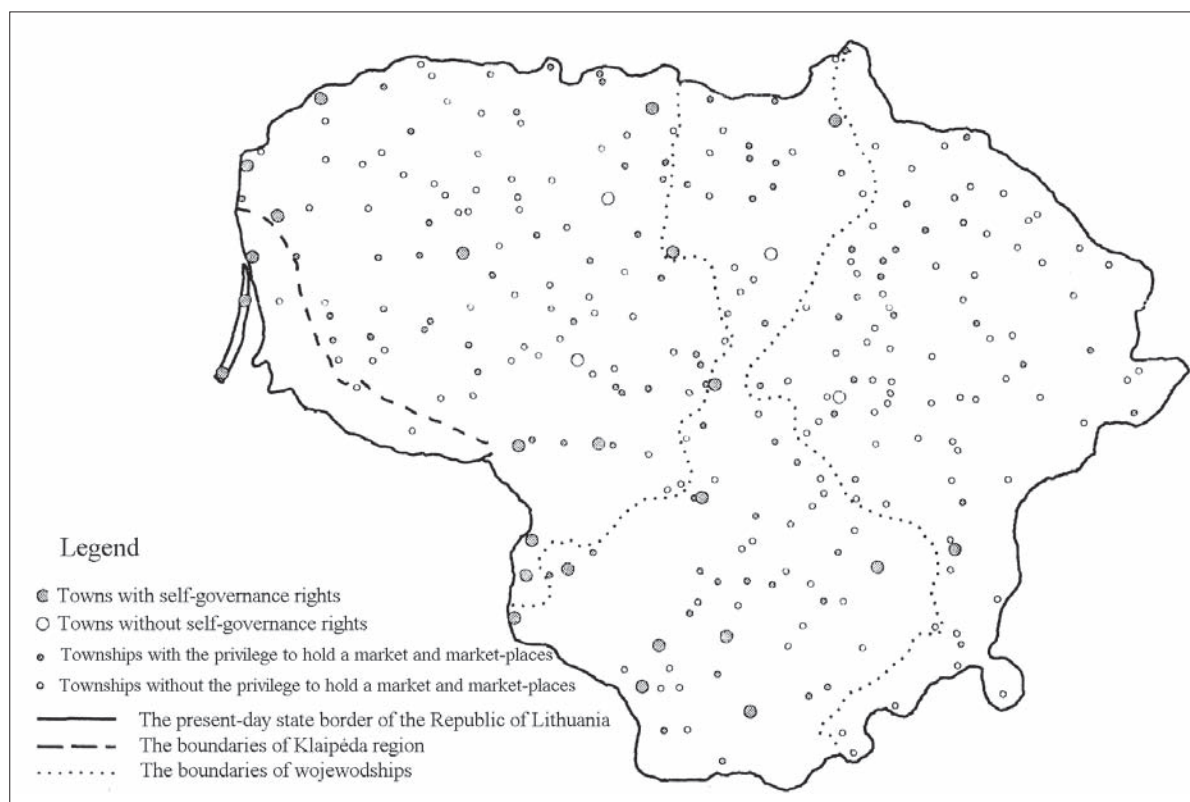 Legend
Towns with self-governance rights
Towns without self-governance rights
Townships with the privilege to hold a market and market-places
Townships without the privilege to hold a market and market-places
The present-day state border of the Republic of Lithuania
The boundaries of Klaipėda region
The boundaries of wojewodships